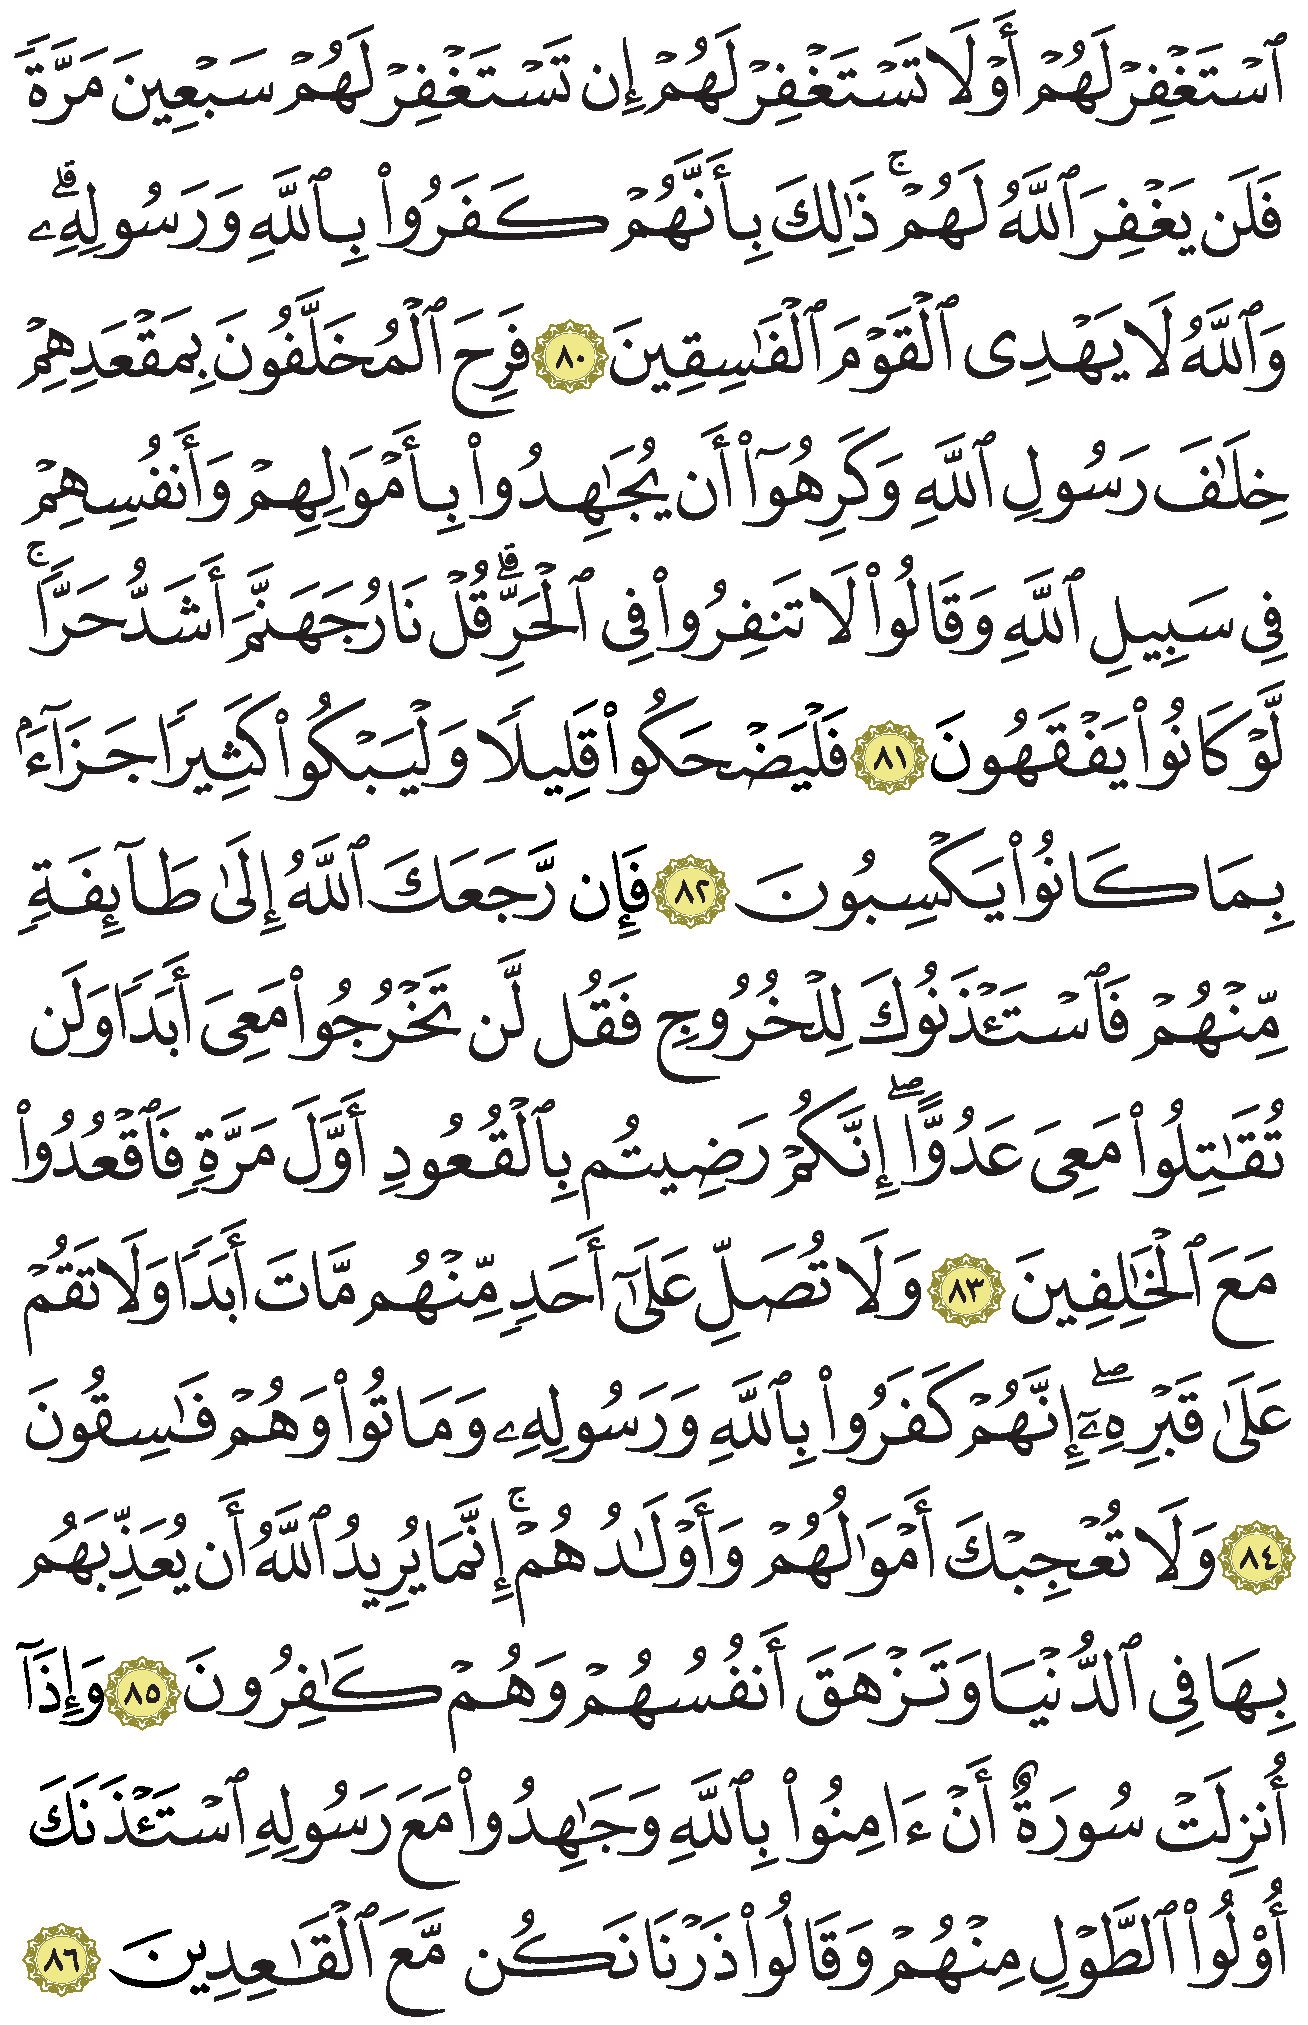 ٱسۡتَغۡفِرۡ لَهُمۡ أَوۡ لَا تَسۡتَغۡفِرۡ لَهُمۡ إِن تَسۡتَغۡفِرۡ لَهُمۡ سَبۡعِينَ مَرَّةٗ
فَلَن يَغۡفِرَ ٱللَّهُ لَهُمۡۚ ذَٰلِكَ بِأَنَّهُمۡ كَفَرُواْ بِٱللَّهِ وَرَسُولِهِۦۗ
وَٱللَّهُ لَا يَهۡدِى ٱلۡقَوۡمَ ٱلۡفَٰسِقِينَ ٨٠ فَرِحَ ٱلۡمُخَلَّفُونَ بِمَقۡعَدِهِمۡ
خِلَٰفَ رَسُولِ ٱللَّهِ وَكَرِهُوٓاْ أَن يُجَٰهِدُواْ بِأَمۡوَٰلِهِمۡ وَأَنفُسِهِمۡ
فِى سَبِيلِ ٱللَّهِ وَقَالُواْ لَا تَنفِرُواْ فِى ٱلۡحَرِّۗ قُلۡ نَارُ جَهَنَّمَ أَشَدُّ حَرّٗاۚ
لَّوۡ كَانُواْ يَفۡقَهُونَ ٨١ فَلۡيَضۡحَكُواْ قَلِيلٗا وَلۡيَبۡكُواْ كَثِيرٗا جَزَآءَۢ
بِمَا كَانُواْ يَكۡسِبُونَ ٨٢ فَإِن رَّجَعَكَ ٱللَّهُ إِلَىٰ طَآئِفَةٖ
مِّنۡهُمۡ فَٱسۡتَـٔۡذَنُوكَ لِلۡخُرُوجِ فَقُل لَّن تَخۡرُجُواْ مَعِىَ أَبَدٗا وَلَن
تُقَٰتِلُواْ مَعِىَ عَدُوًّاۖ إِنَّكُمۡ رَضِيتُم بِٱلۡقُعُودِ أَوَّلَ مَرَّةٖ فَٱقۡعُدُواْ
مَعَ ٱلۡخَٰلِفِينَ ٨٣ وَلَا تُصَلِّ عَلَىٰٓ أَحَدٖ مِّنۡهُم مَّاتَ أَبَدٗا وَلَا تَقُمۡ
عَلَىٰ قَبۡرِهِۦٓۖ إِنَّهُمۡ كَفَرُواْ بِٱللَّهِ وَرَسُولِهِۦ وَمَاتُواْ وَهُمۡ فَٰسِقُونَ
٨٤ وَلَا تُعۡجِبۡكَ أَمۡوَٰلُهُمۡ وَأَوۡلَٰدُهُمۡۚ إِنَّمَا يُرِيدُ ٱللَّهُ أَن يُعَذِّبَهُم
بِهَا فِى ٱلدُّنۡيَا وَتَزۡهَقَ أَنفُسُهُمۡ وَهُمۡ كَٰفِرُونَ ٨٥ وَإِذَآ
أُنزِلَتۡ سُورَةٌ أَنۡ ءَامِنُواْ بِٱللَّهِ وَجَٰهِدُواْ مَعَ رَسُولِهِ ٱسۡتَـٔۡذَنَكَ
أُوْلُواْ ٱلطَّوۡلِ مِنۡهُمۡ وَقَالُواْ ذَرۡنَا نَكُن مَّعَ ٱلۡقَٰعِدِينَ ٨٦